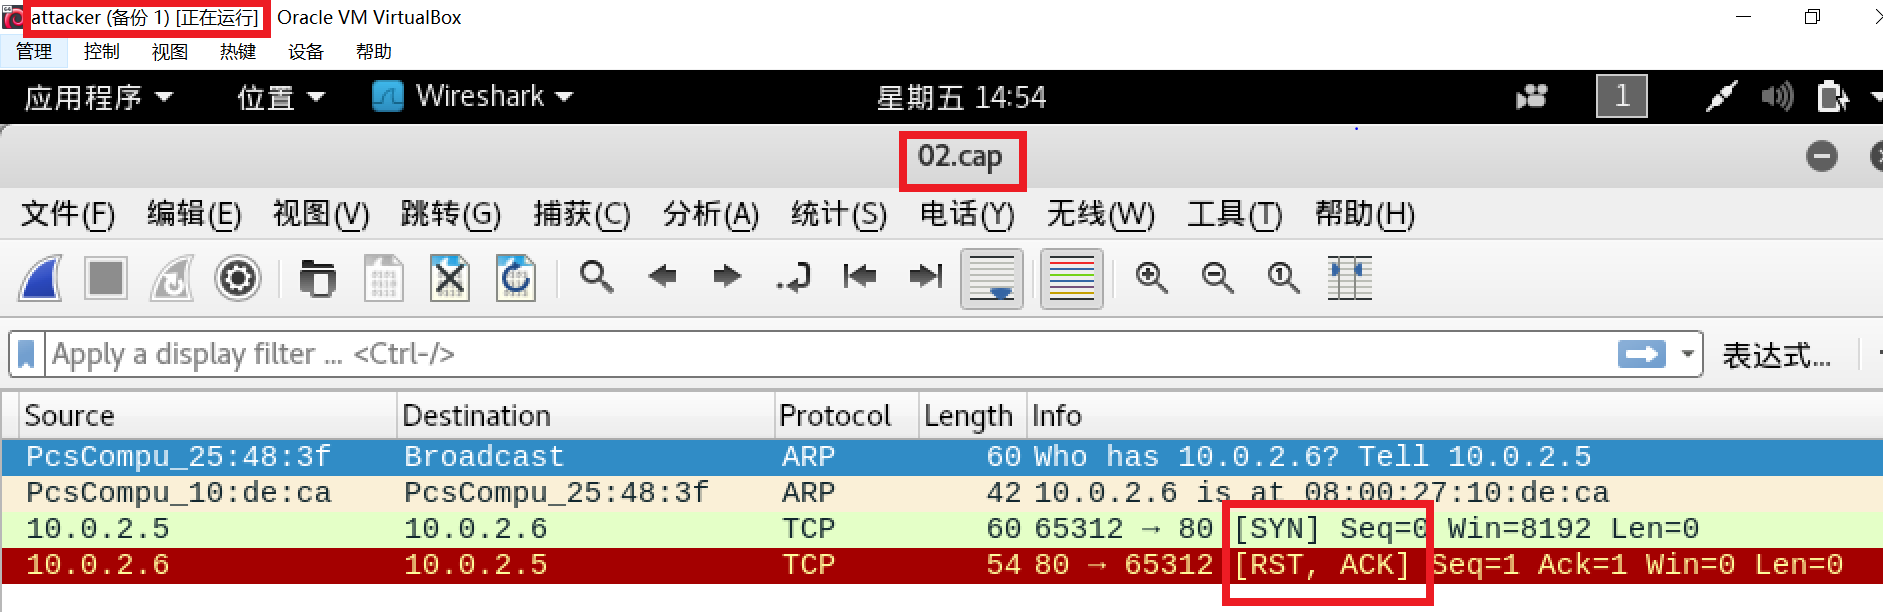 attacker (备份 1) [正在运行] Oracle VM VirtualBox
管理 控制 视图 热键 设备 帮助
应用程序 位置 Wireshark 星期五 14:54 1
02.cap
文件(F) 编辑(E) 视图(V) 跳转(G) 捕获(C) 分析(A) 统计(S) 电话(Y) 无线(W) 工具(T) 帮助(H)
Apply a display filter ... <Ctrl-/> 表达式...
Source Destination Protocol Length Info
PcsCompu_25:48:3f Broadcast ARP 60 Who has 10.0.2.6? Tell 10.0.2.5
PcsCompu_10:de:ca PcsCompu_25:48:3f ARP 42 10.0.2.6 is at 08:00:27:10:de:ca
10.0.2.5 10.0.2.6 TCP 60 65312 → 80 [SYN] Seq=0 Win=8192 Len=0
10.0.2.6 10.0.2.5 TCP 54 80 → 65312 [RST, ACK] Seq=1 Ack=1 Win=0 Len=0